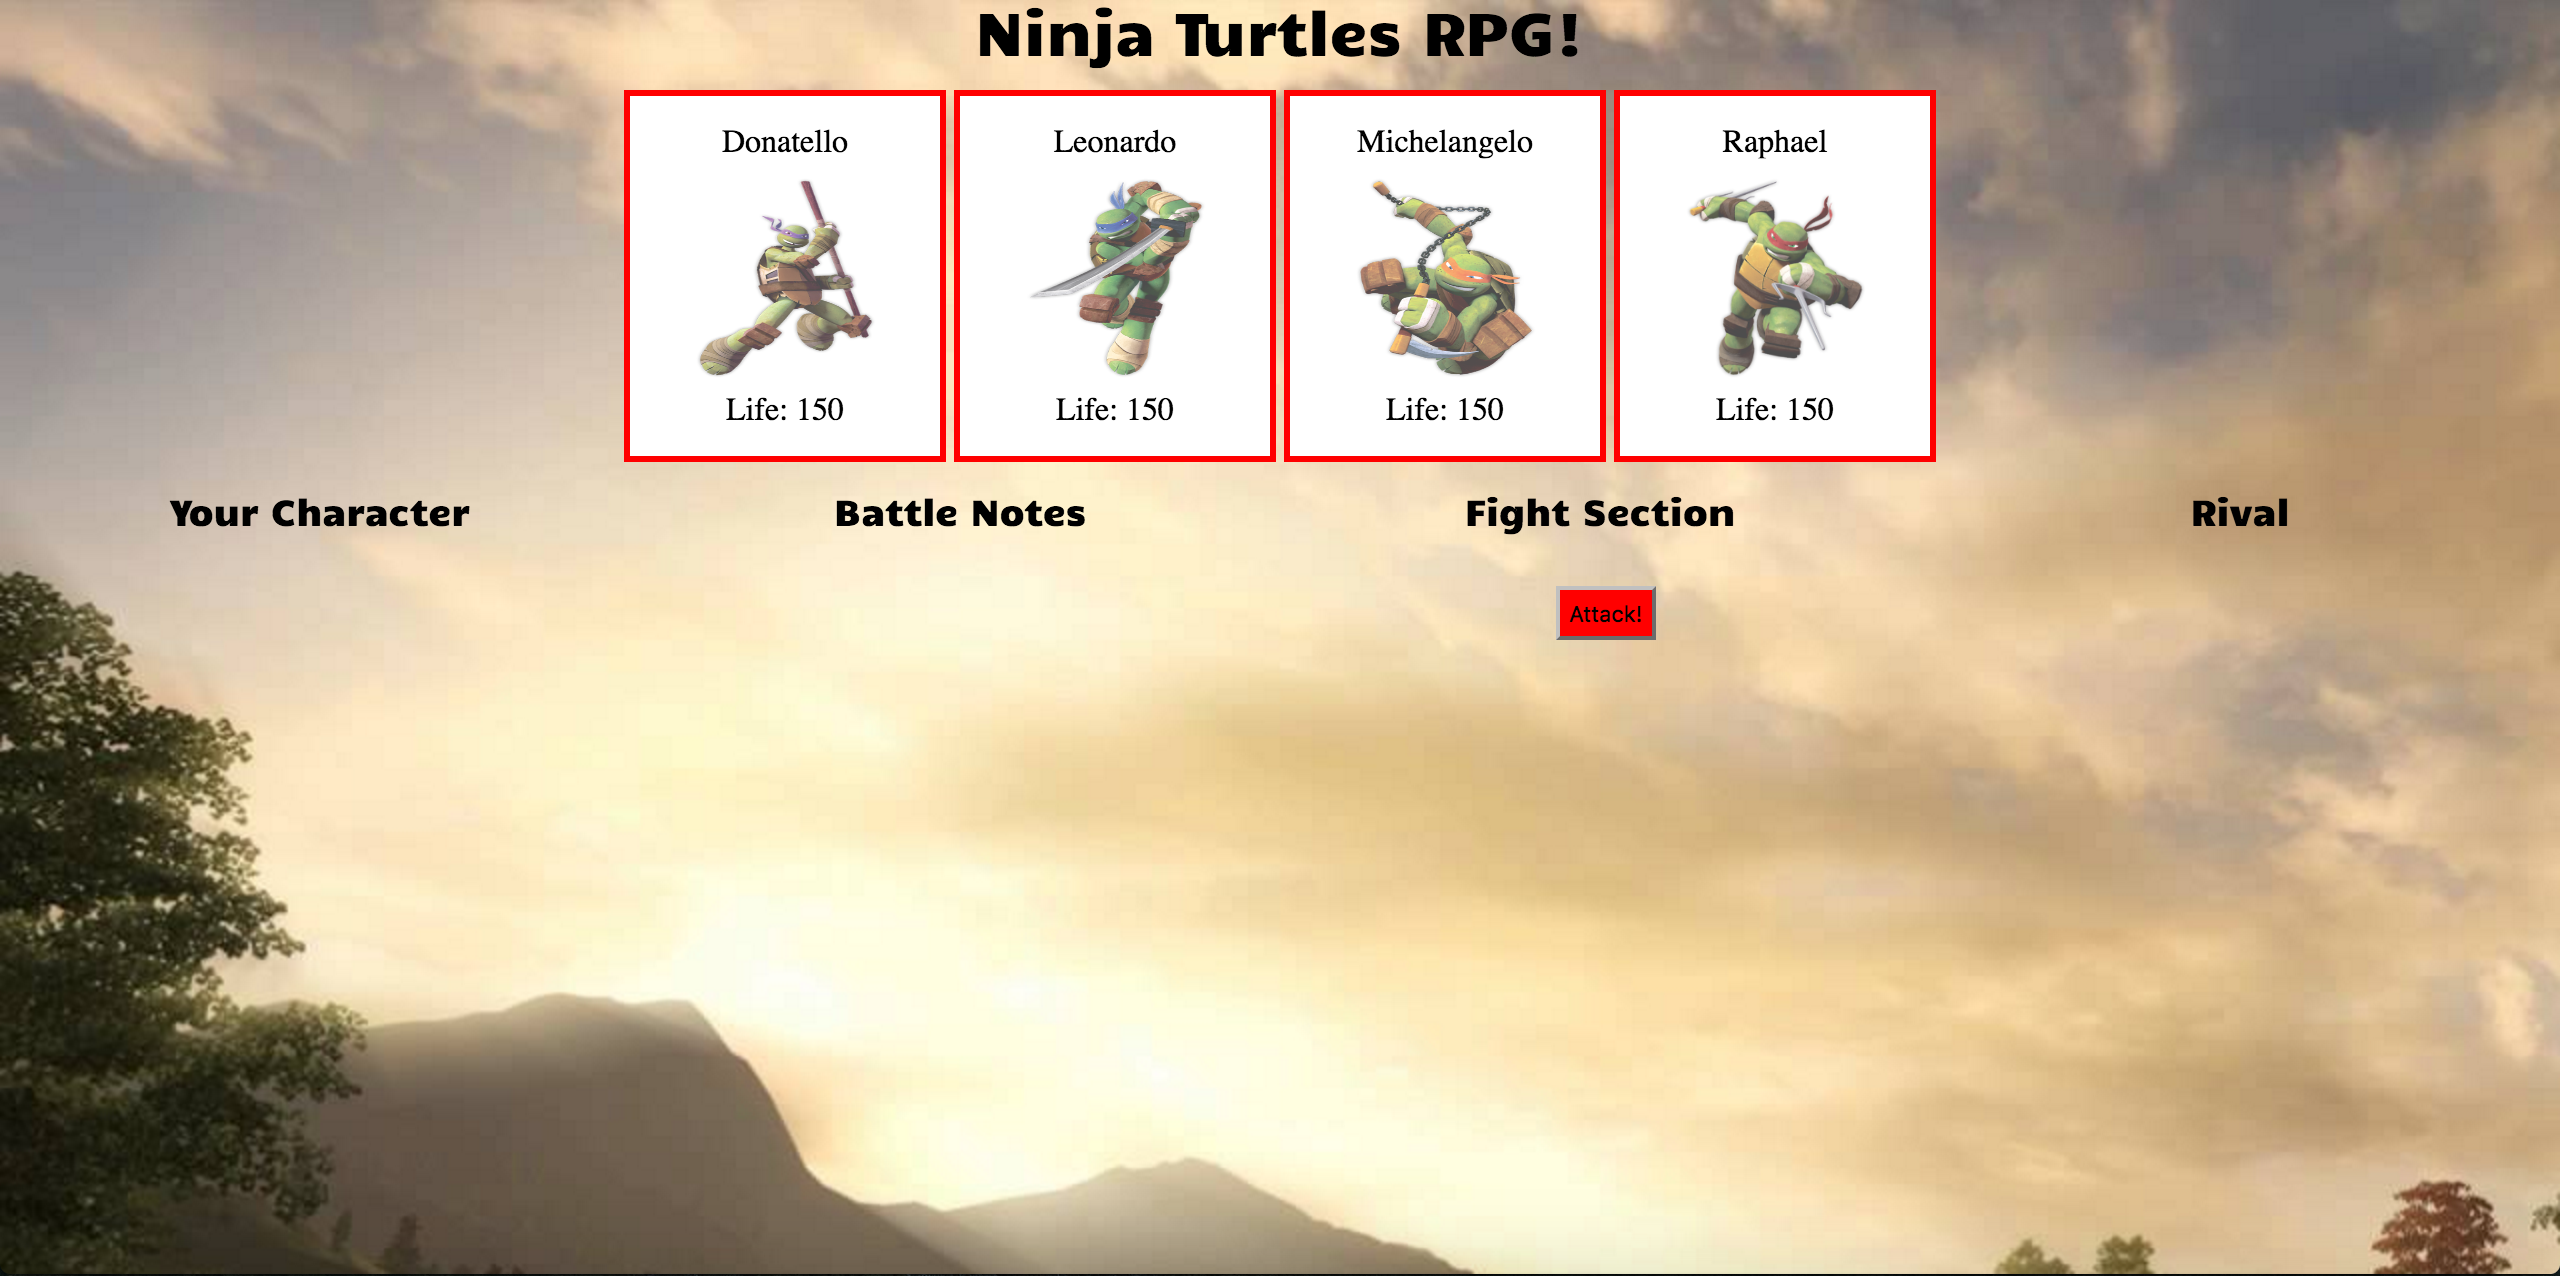 Ninja Turtles RPG!
Donatello Leonardo Michelangelo Raphael
Life: 150 Life: 150 Life: 150 Life: 150
Your Character Battle Notes Fight Section Rival
Attack!